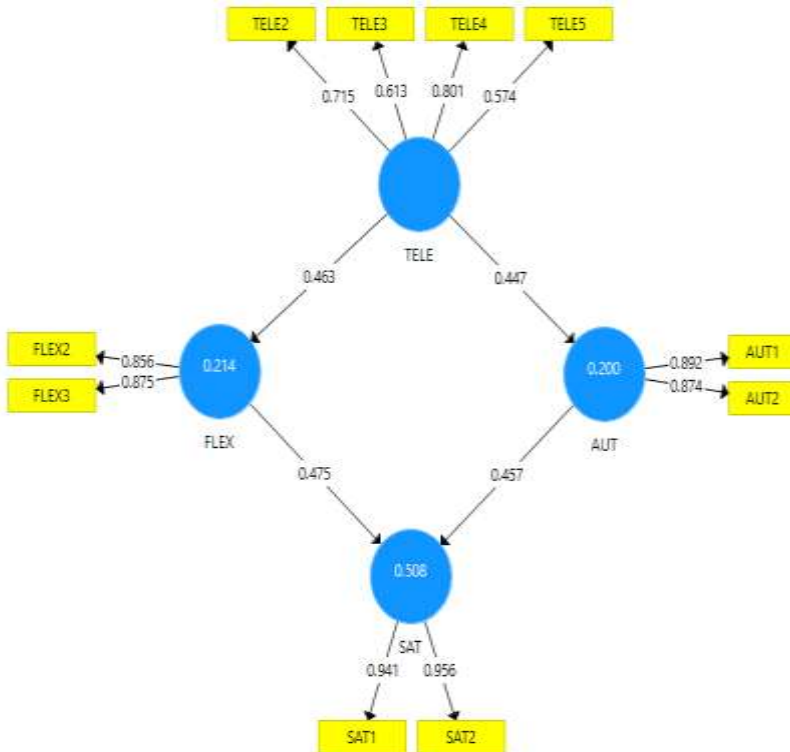 TELE2 TELE3 TELE4 TELE5
0.715 0.613 0.801 0.574
TELE
0.463 0.447
FLEX2 0.856 0.214 0.200 0.892 AUT1
FLEX3 0.875 0.874 AUT2
FLEX AUT
0.475 0.457
0.508
SAT
0.941 0.956
SAT1 SAT2